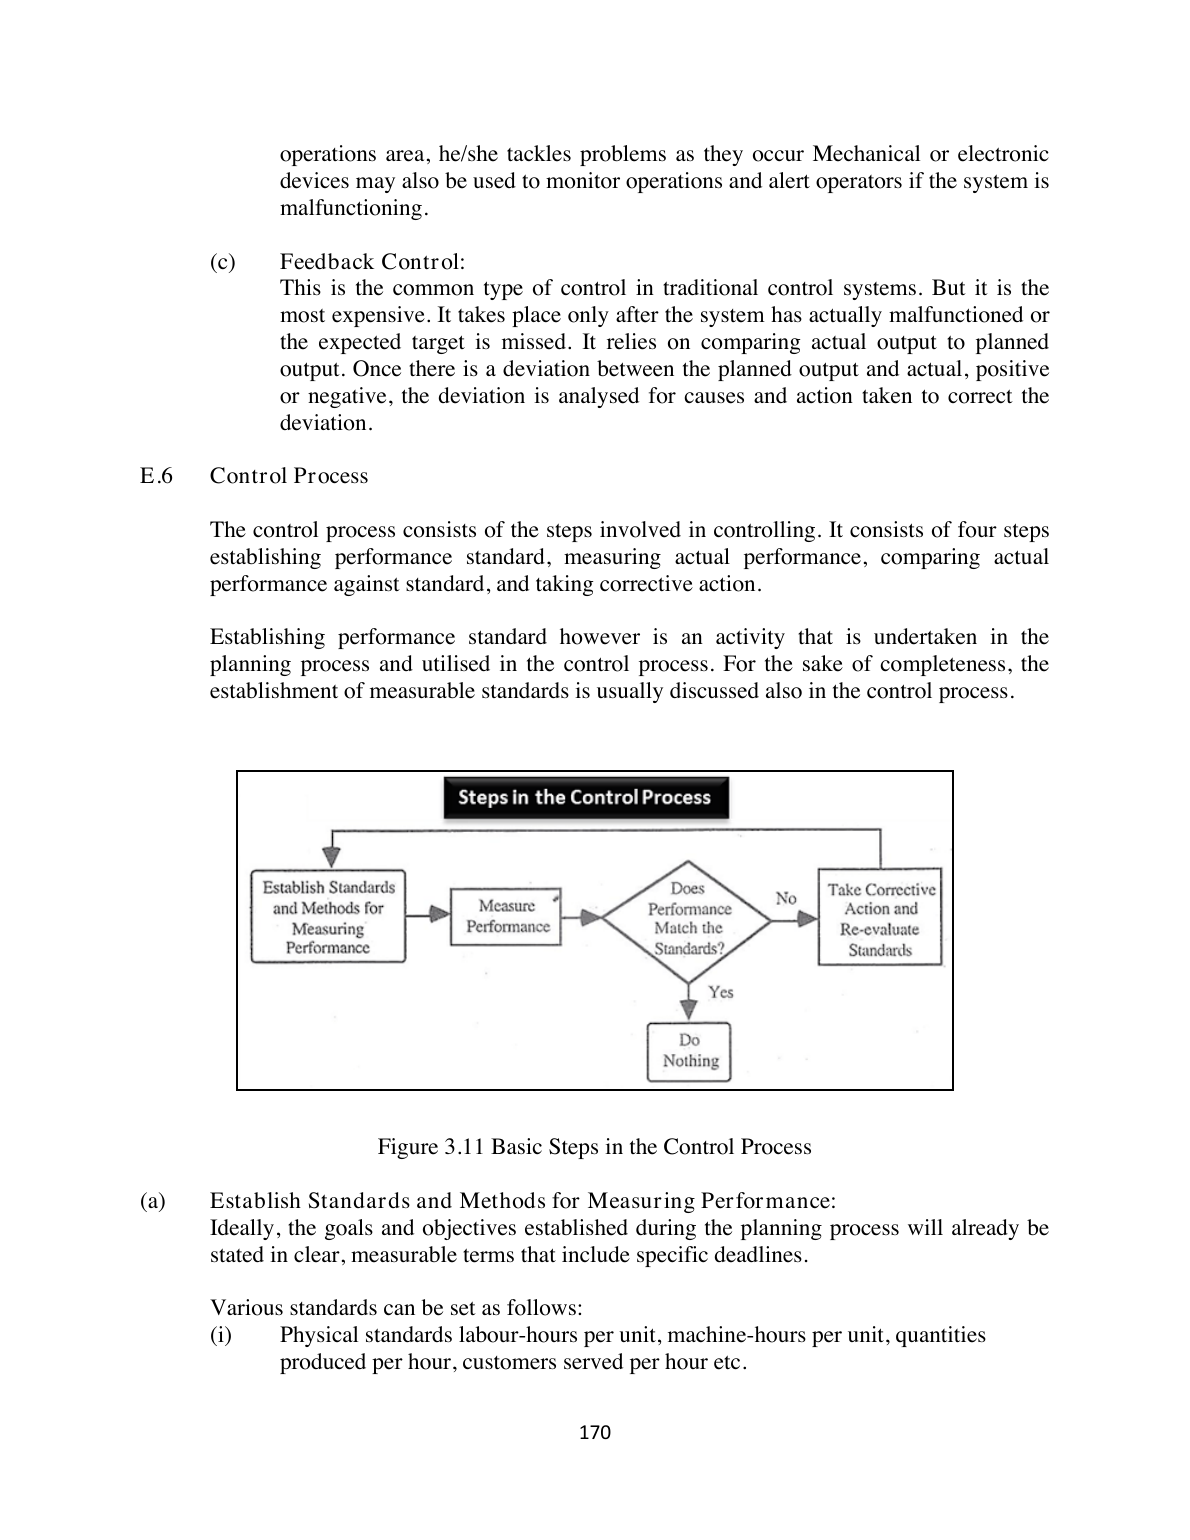 operations area, he/she tackles problems as they occur Mechanical or electronic
devices may also be used to monitor operations and alert operators if the system is
malfunctioning.
(c) Feedback Control:
This is the common type of control in traditional control systems. But it is the
most expensive. It takes place only after the system has actually malfunctioned or
the expected target is missed. It relies on comparing actual output to planned
output. Once there is a deviation between the planned output and actual, positive
or negative, the deviation is analysed for causes and action taken to correct the
deviation.
E.6 Control Process
The control process consists of the steps involved in controlling. It consists of four steps
establishing performance standard, measuring actual performance, comparing actual
performance against standard, and taking corrective action.
Establishing performance standard however is an activity that is undertaken in the
planning process and utilised in the control process. For the sake of completeness, the
establishment of measurable standards is usually discussed also in the control process.
Steps in the Control Process
Establish Standards
and Methods for
Measuring
Performance
Measure
Performance
Does
Performance
Match the
Standards?
No
Take Corrective
Action and
Re-evaluate
Standards
Yes
Do
Nothing
Figure 3.11 Basic Steps in the Control Process
(a) Establish Standards and Methods for Measuring Performance:
Ideally, the goals and objectives established during the planning process will already be
stated in clear, measurable terms that include specific deadlines.
Various standards can be set as follows:
(i) Physical standards labour-hours per unit, machine-hours per unit, quantities
produced per hour, customers served per hour etc.
170